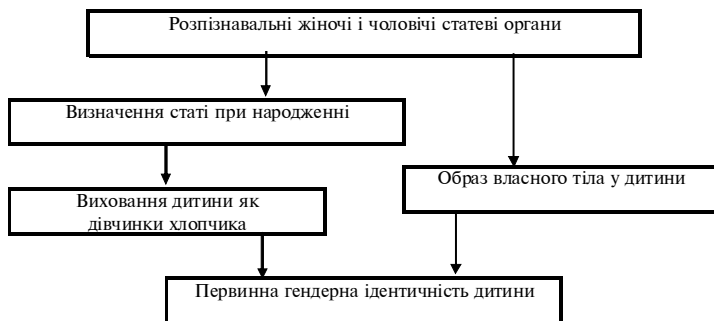 Розпізнавальні жіночі і чоловічі статеві органи
Визначення статі при народженні
Образ власного тіла у дитини
Виховання дитини як
дівчинки хлопчика
Первинна гендерна ідентичність дитини